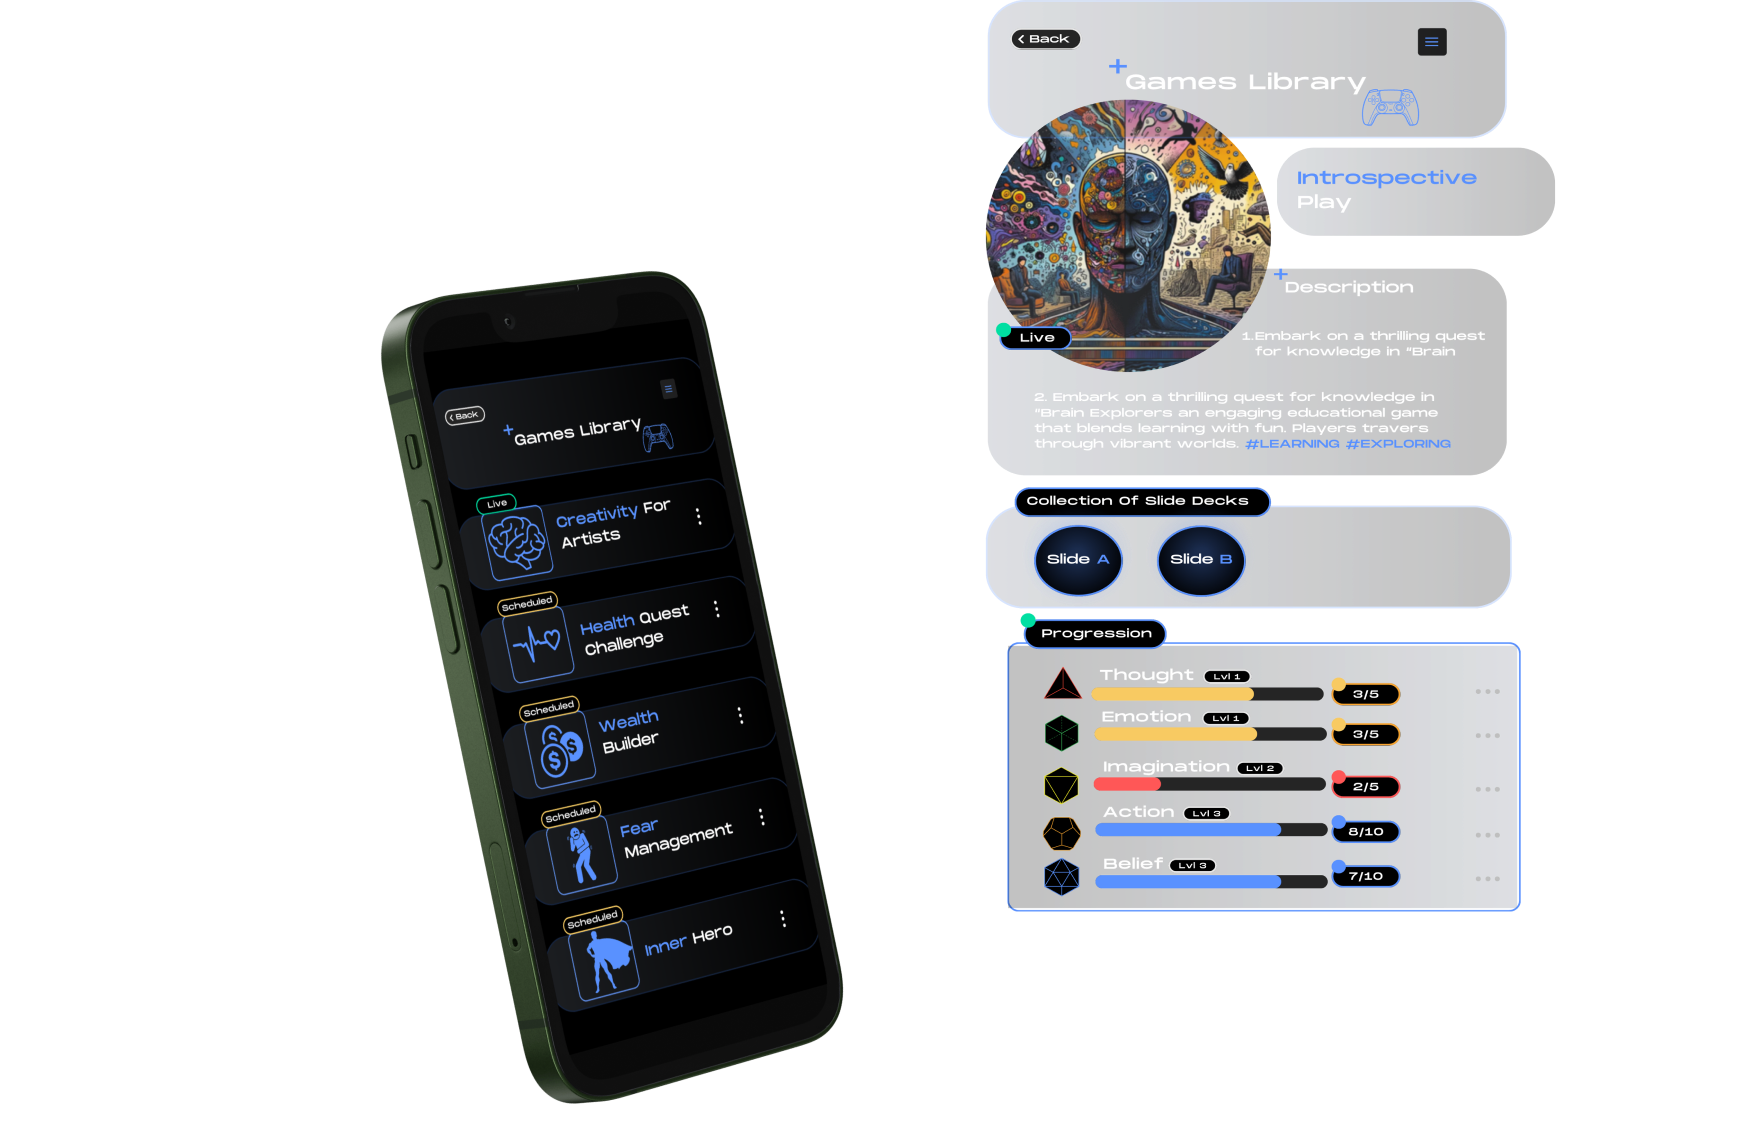 Back
Games Library
Live
Creativity For
Artists
Scheduled
Health Quest
Challenge
Scheduled
Wealth
Builder
Scheduled
Fear
Management
Scheduled
Inner Hero
Back
Games Library
Introspective
Play
Description
Live
1.Embark on a thrilling quest
for knowledge in "Brain
2. Embark on a thrilling quest for knowledge in
"Brain Explorers an engaging educational game
that blends learning with fun. Players travers
through vibrant worlds. #LEARNING #EXPLORING
Collection Of Slide Decks
Slide A
Slide B
Progression
Thought Lvl 1
3/5
Emotion Lvl 1
3/5
Imagination Lvl 2
2/5
Action Lvl 3
8/10
Belief Lvl 3
7/10